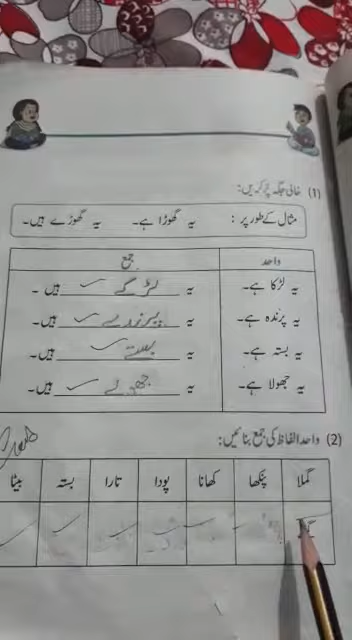 (1) خالی جگہ پُر کریں:
مثال کے طور پر : یہ گھوڑا ہے۔ یہ گھوڑے ہیں۔
واحد جمع
یہ لڑکا ہے۔ یہ لڑکے ہیں۔
یہ پرندہ ہے۔ یہ پرندے ہیں۔
یہ بستہ ہے۔ یہ بستے ہیں۔
یہ جھولا ہے۔ یہ جھولے ہیں۔
(2) واحد الفاظ کی جمع بنائیں:
گملا پنکھا کھانا پودا تارا بستہ بیٹا